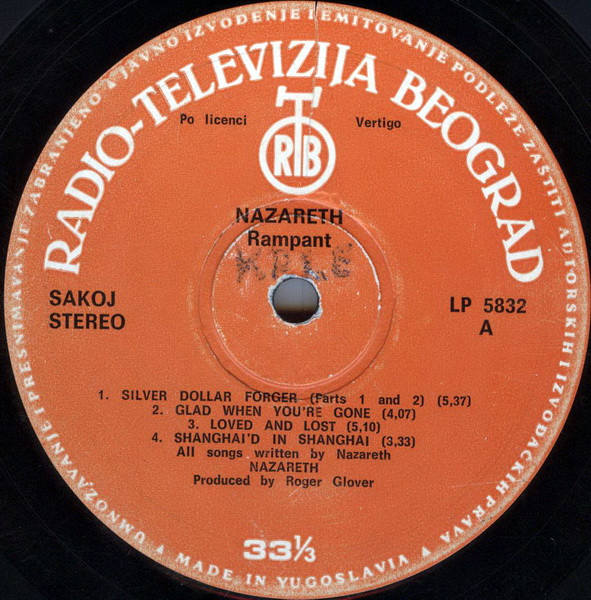 UMNOŽAVANJE I PRESNIMAVANJE ZABRANJENO ▲ JAVNO IZVOĐENJE I EMITOVANJE PODLEŽE ZAŠTITI AUTORSKIH I IZVOĐAČKIH PRAVA ▲
RADIO-TELEVIZIJA BEOGRAD
Po licenci Vertigo
RTB
NAZARETH
Rampant
KPLE
SAKOJ
STEREO
LP 5832
A
1. SILVER DOLLAR FORGER (Parts 1 and 2) (5,37)
2. GLAD WHEN YOU'RE GONE (4,07)
3. LOVED AND LOST (5,10)
4. SHANGHAI'D IN SHANGHAI (3,33)
All songs written by Nazareth
NAZARETH
Produced by Roger Glover
33⅓
MADE IN YUGOSLAVIA ▲